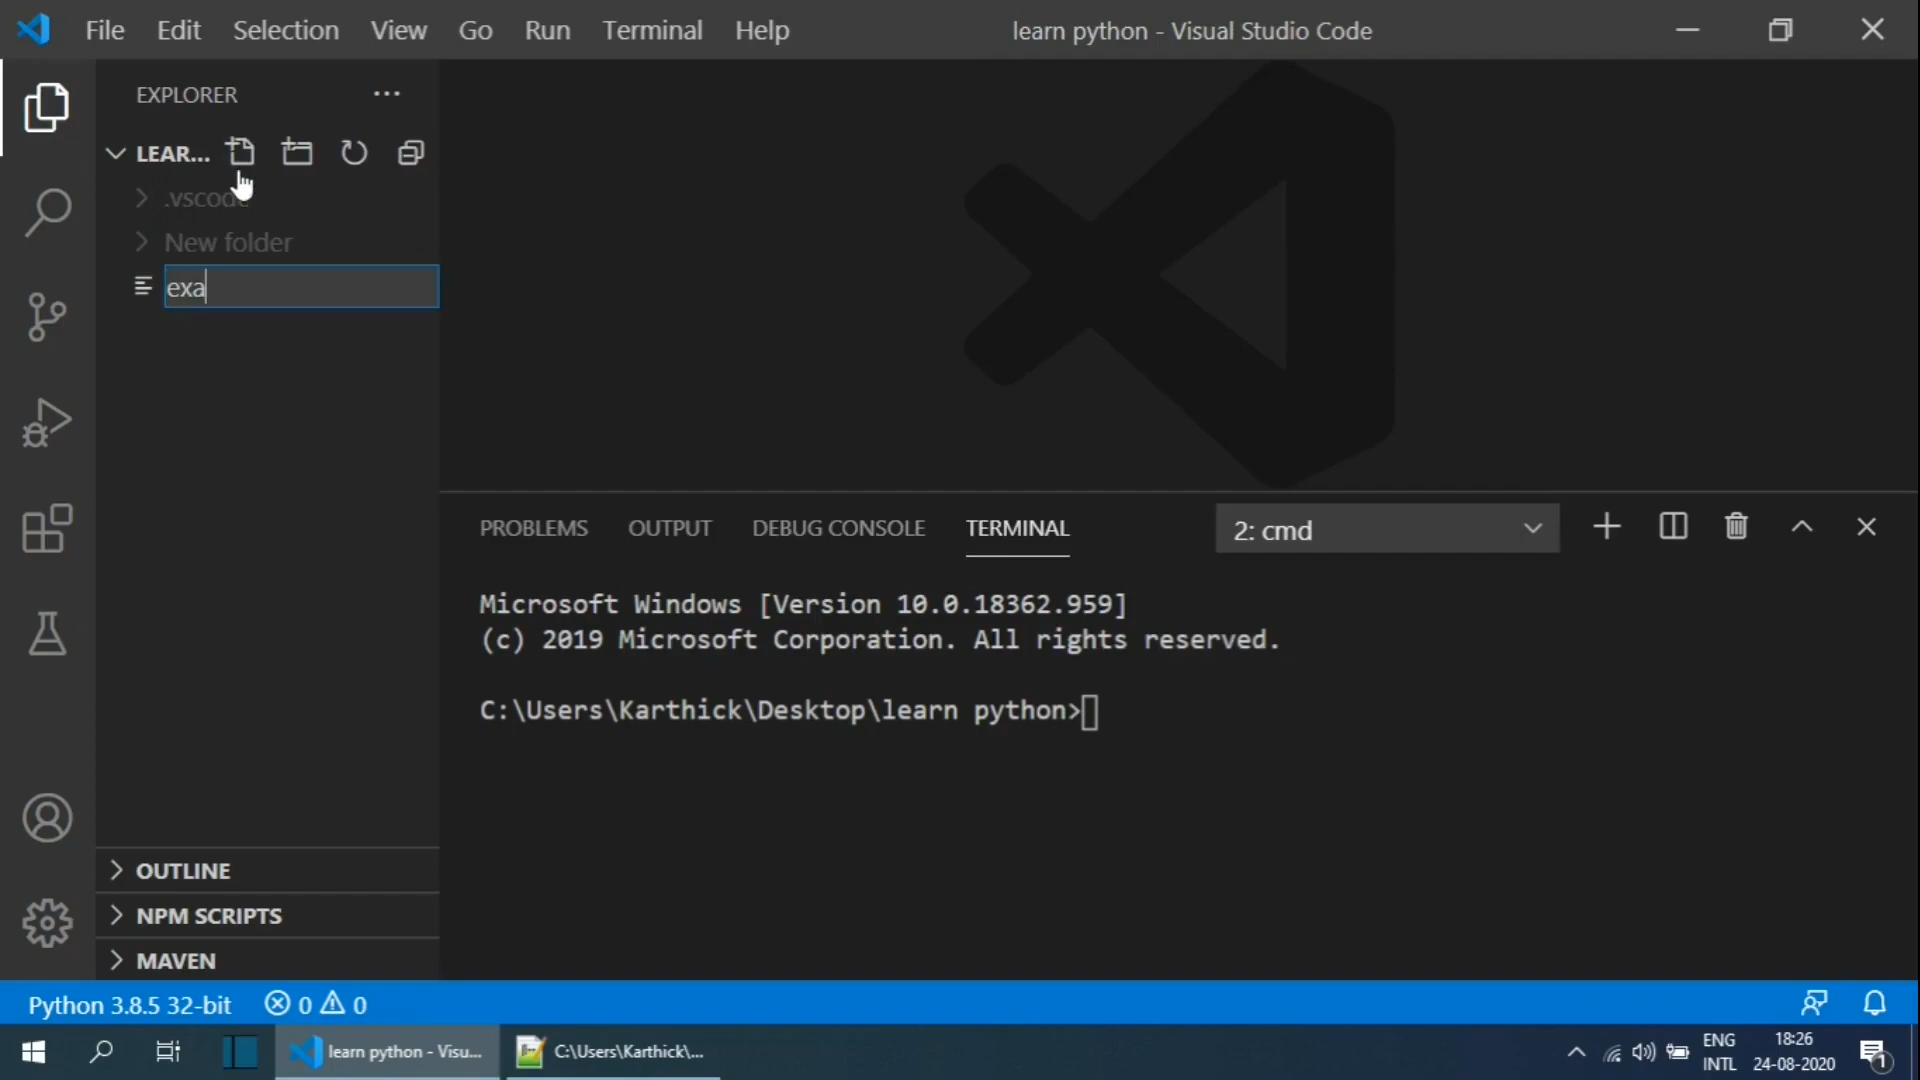 File Edit Selection View Go Run Terminal Help
learn python - Visual Studio Code
EXPLORER
LEAR...
.vscode
New folder
exa
OUTLINE
NPM SCRIPTS
MAVEN
PROBLEMS OUTPUT DEBUG CONSOLE TERMINAL
2: cmd
Microsoft Windows [Version 10.0.18362.959]
(c) 2019 Microsoft Corporation. All rights reserved.
C:\Users\Karthick\Desktop\learn python>
Python 3.8.5 32-bit 0 0
learn python - Visu...
C:\Users\Karthick\...
ENG
INTL
18:26
24-08-2020
1